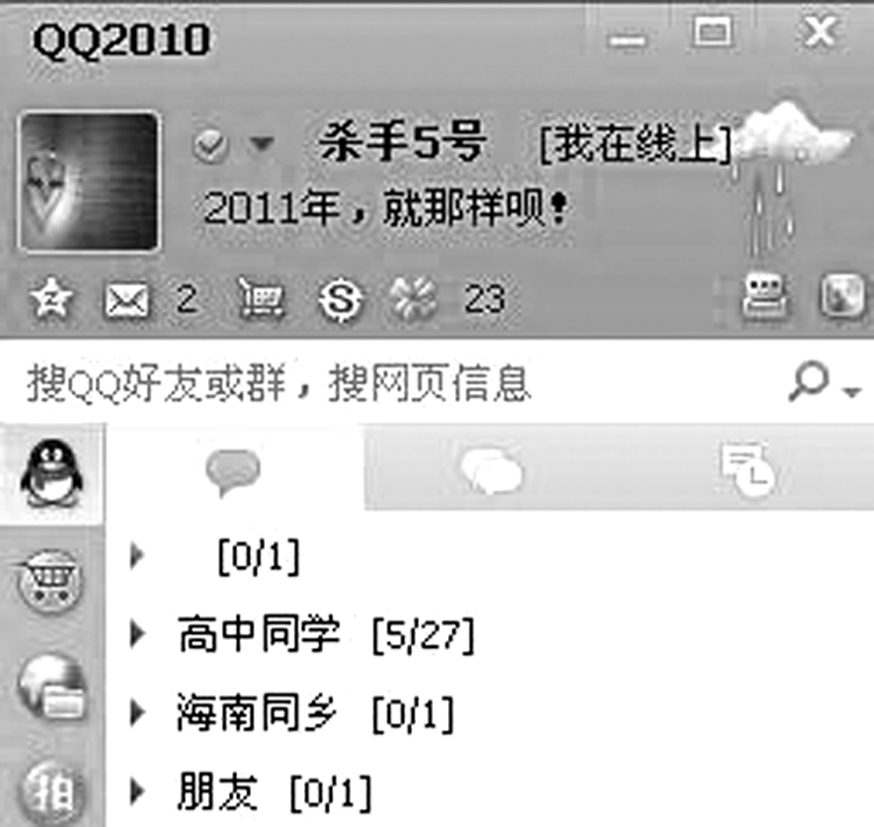 QQ2010
杀手5号 [我在线上]
2011年，就那样呗！
2 23
搜QQ好友或群，搜网页信息
[0/1]
高中同学 [5/27]
海南同乡 [0/1]
朋友 [0/1]
拍